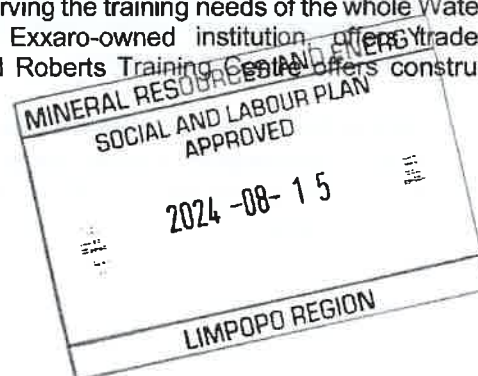 rving the training needs of the whole Wate
Exxaro-owned institution offers trade
Roberts Training Centre offers constru
MINERAL RESOURCES AND ENERGY
SOCIAL AND LABOUR PLAN
APPROVED
2024 -08- 15
LIMPOPO REGION